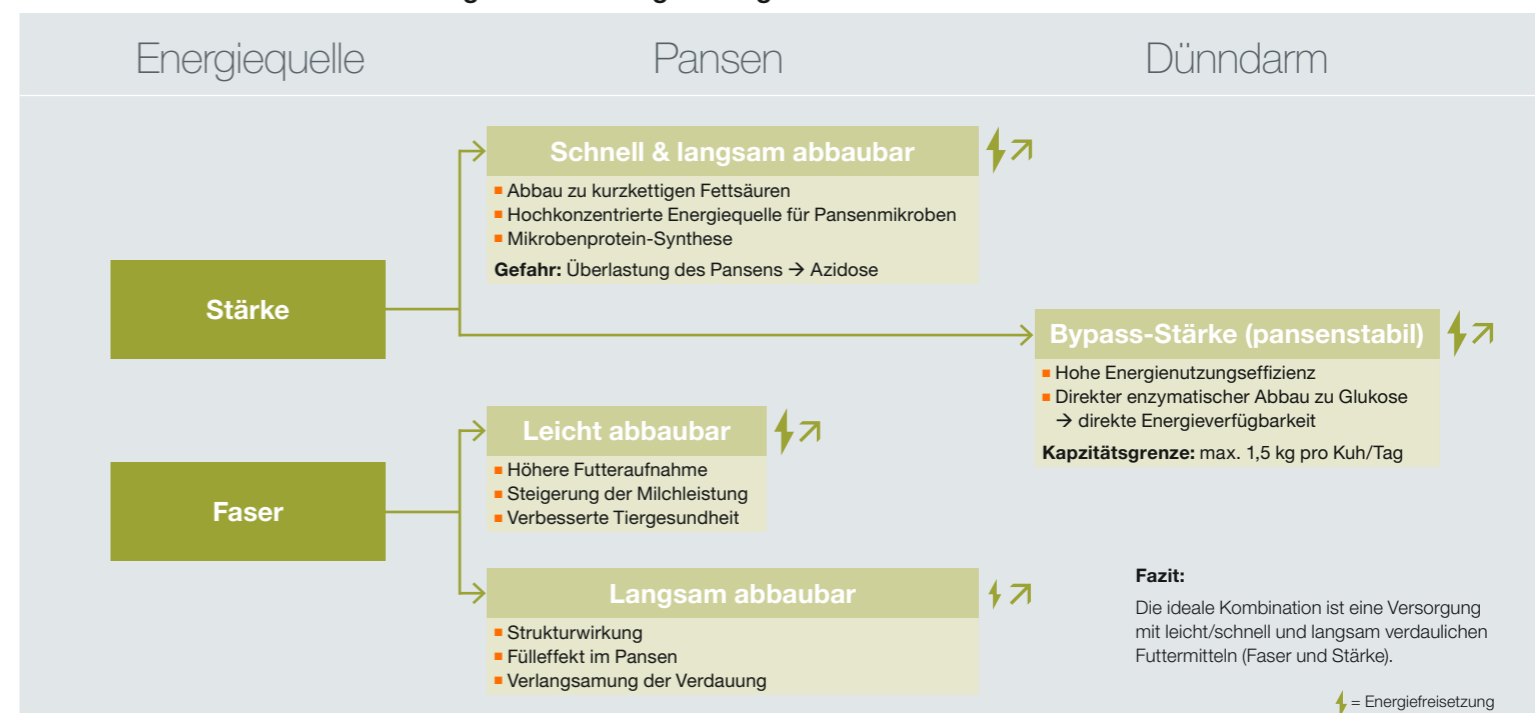 Energiequelle
Pansen
Dünndarm
Schnell & langsam abbaubar
Abbau zu kurzkettigen Fettsäuren
Hochkonzentrierte Energiequelle für Pansenmikroben
Mikrobenprotein-Synthese
Gefahr: Überlastung des Pansens → Azidose
Stärke
Bypass-Stärke (pansenstabil)
Hohe Energienutzungseffizienz
Direkter enzymatischer Abbau zu Glukose
→ direkte Energieverfügbarkeit
Kapzitätsgrenze: max. 1,5 kg pro Kuh/Tag
Leicht abbaubar
Höhere Futteraufnahme
Steigerung der Milchleistung
Verbesserte Tiergesundheit
Faser
Langsam abbaubar
Strukturwirkung
Fülleffekt im Pansen
Verlangsamung der Verdauung
Fazit:
Die ideale Kombination ist eine Versorgung
mit leicht/schnell und langsam verdaulichen
Futtermitteln (Faser und Stärke).
= Energiefreisetzung